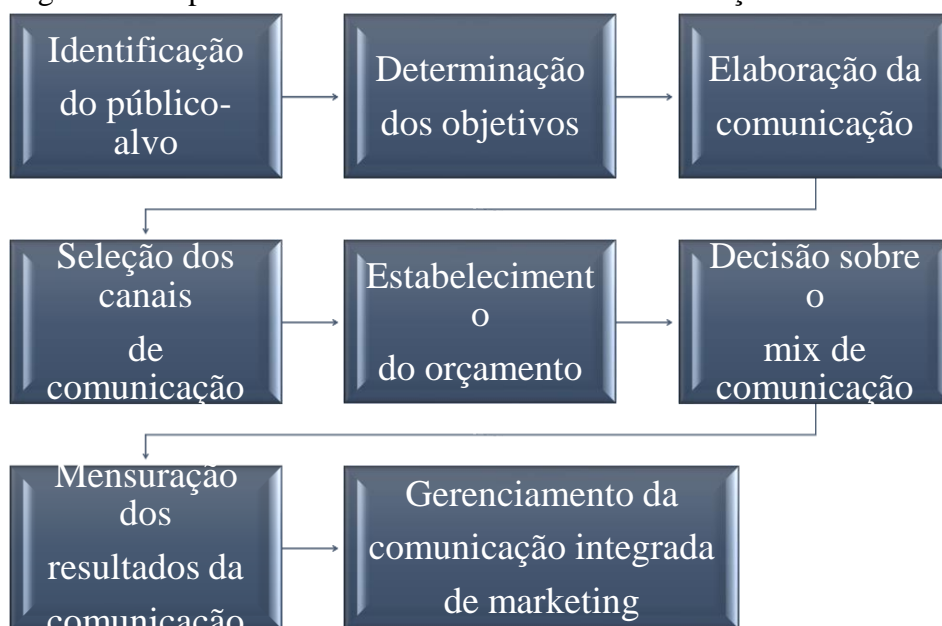 Identificação
do público-
alvo
Determinação
dos objetivos
Elaboração da
comunicação
Seleção dos
canais
de
comunicação
Estabeleciment
o
do orçamento
Decisão sobre
o
mix de
comunicação
Mensuração
dos
resultados da
comunicação
Gerenciamento da
comunicação integrada
de marketing